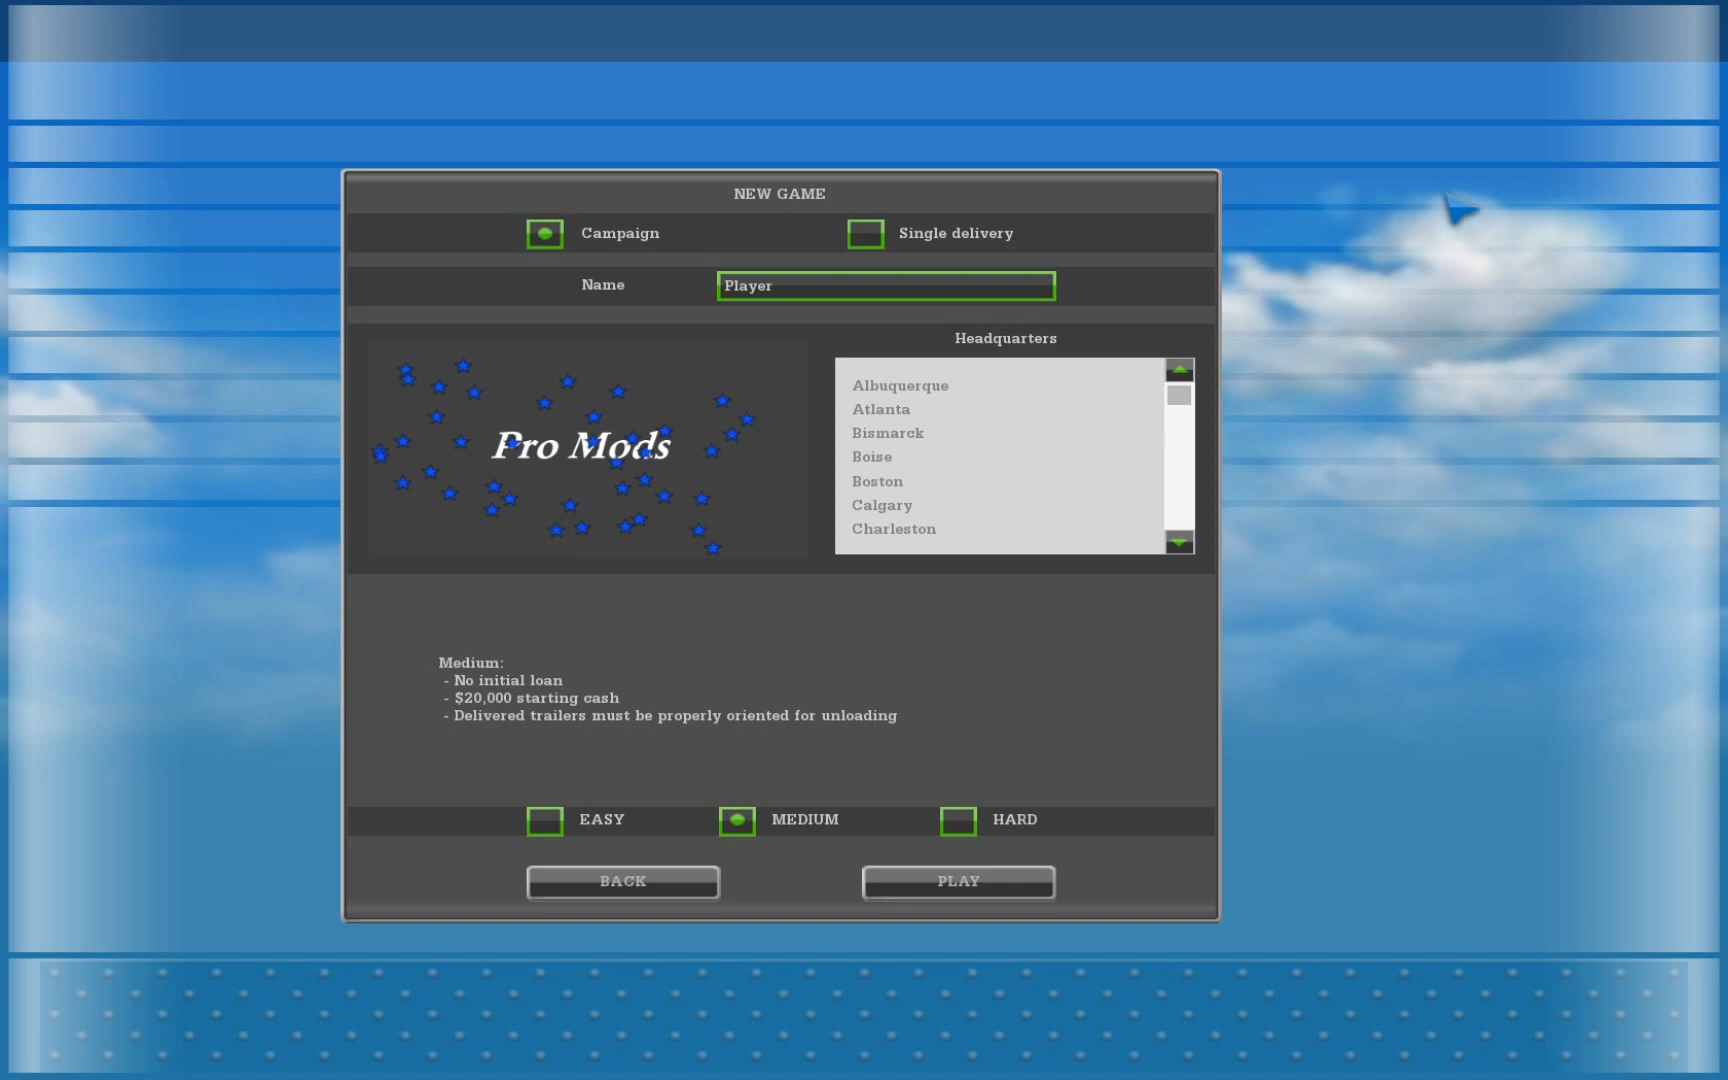 NEW GAME
Campaign
Single delivery
Name
Player
Headquarters
Pro Mods
Albuquerque
Atlanta
Bismarck
Boise
Boston
Calgary
Charleston
Medium:
- No initial loan
- $20,000 starting cash
- Delivered trailers must be properly oriented for unloading
EASY
MEDIUM
HARD
BACK
PLAY